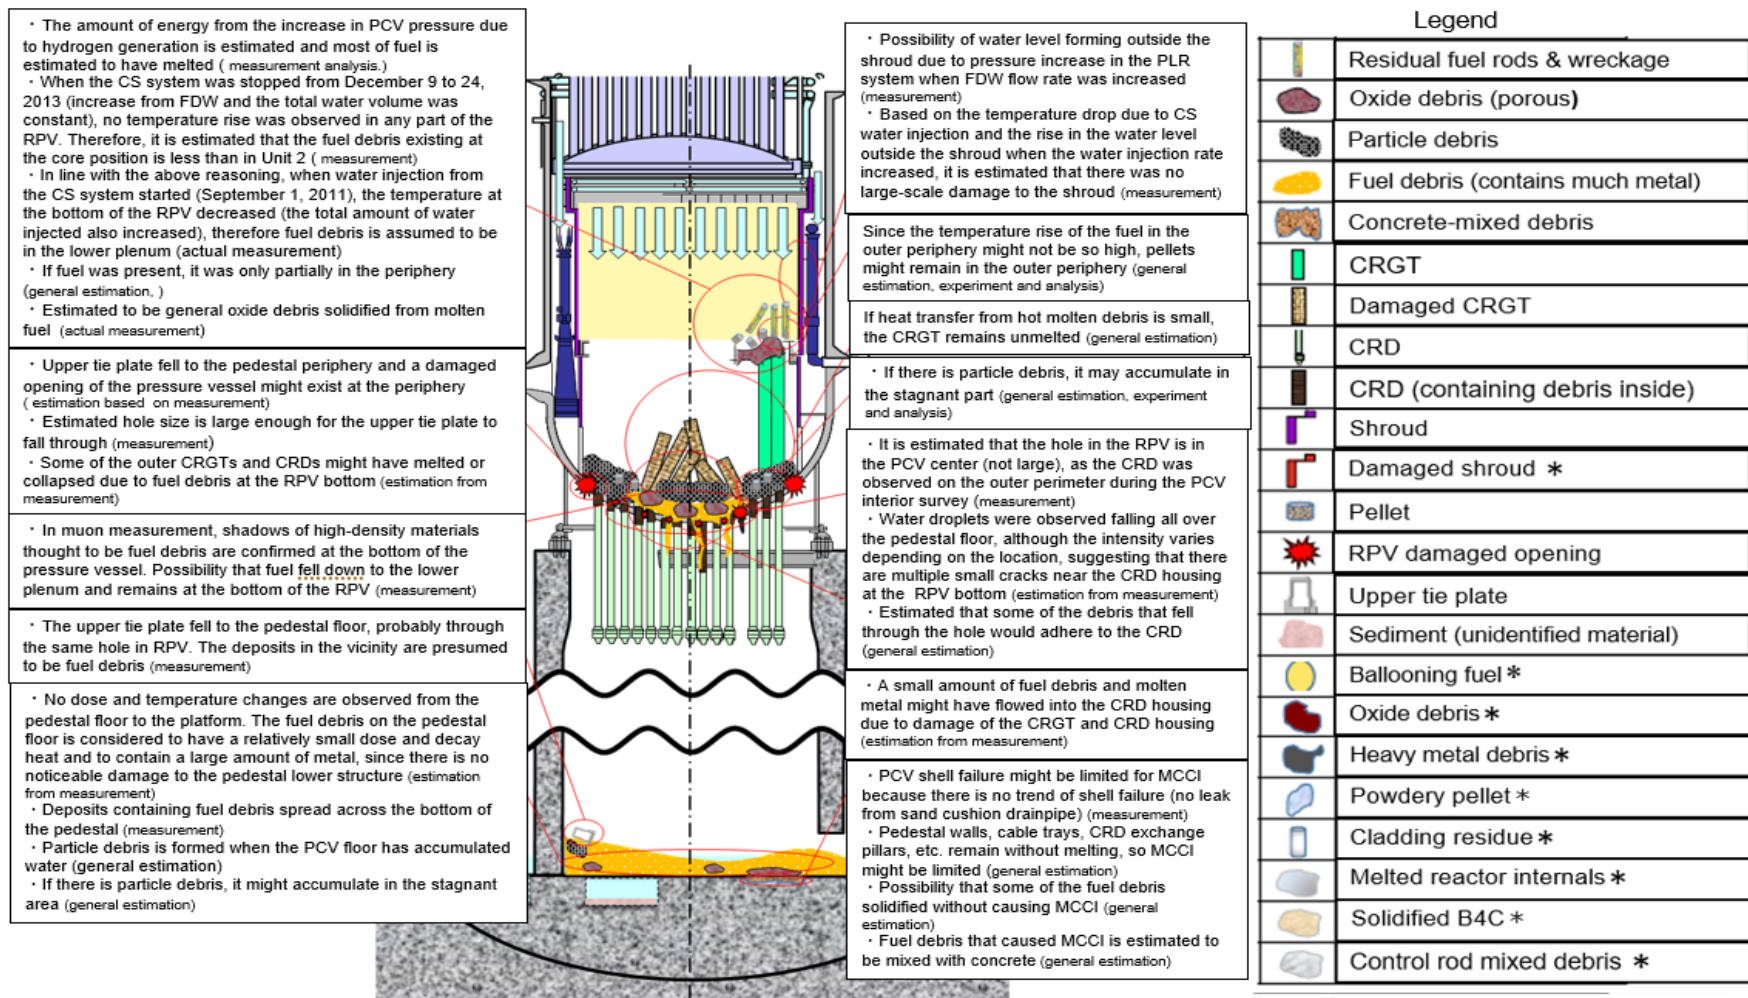 · The amount of energy from the increase in PCV pressure due
to hydrogen generation is estimated and most of fuel is
estimated to have melted ( measurement analysis.)
· When the CS system was stopped from December 9 to 24,
2013 (increase from FDW and the total water volume was
constant), no temperature rise was observed in any part of the
RPV. Therefore, it is estimated that the fuel debris existing at
the core position is less than in Unit 2 ( measurement)
· In line with the above reasoning, when water injection from
the CS system started (September 1, 2011), the temperature at
the bottom of the RPV decreased (the total amount of water
injected also increased), therefore fuel debris is assumed to be
in the lower plenum (actual measurement)
· If fuel was present, it was only partially in the periphery
(general estimation, )
· Estimated to be general oxide debris solidified from molten
fuel (actual measurement)
· Upper tie plate fell to the pedestal periphery and a damaged
opening of the pressure vessel might exist at the periphery
( estimation based on measurement)
· Estimated hole size is large enough for the upper tie plate to
fall through (measurement)
· Some of the outer CRGTs and CRDs might have melted or
collapsed due to fuel debris at the RPV bottom (estimation from
measurement)
· In muon measurement, shadows of high-density materials
thought to be fuel debris are confirmed at the bottom of the
pressure vessel. Possibility that fuel fell down to the lower
plenum and remains at the bottom of the RPV (measurement)
· The upper tie plate fell to the pedestal floor, probably through
the same hole in RPV. The deposits in the vicinity are presumed
to be fuel debris (measurement)
· No dose and temperature changes are observed from the
pedestal floor to the platform. The fuel debris on the pedestal
floor is considered to have a relatively small dose and decay
heat and to contain a large amount of metal, since there is no
noticeable damage to the pedestal lower structure (estimation
from measurement)
· Deposits containing fuel debris spread across the bottom of
the pedestal (measurement)
· Particle debris is formed when the PCV floor has accumulated
water (general estimation)
· If there is particle debris, it might accumulate in the stagnant
area (general estimation)
· Possibility of water level forming outside the
shroud due to pressure increase in the PLR
system when FDW flow rate was increased
(measurement)
· Based on the temperature drop due to CS
water injection and the rise in the water level
outside the shroud when the water injection rate
increased, it is estimated that there was no
large-scale damage to the shroud (measurement)
Since the temperature rise of the fuel in the
outer periphery might not be so high, pellets
might remain in the outer periphery (general
estimation, experiment and analysis)
If heat transfer from hot molten debris is small,
the CRGT remains unmelted (general estimation)
· If there is particle debris, it may accumulate in
the stagnant part (general estimation, experiment
and analysis)
· It is estimated that the hole in the RPV is in
the PCV center (not large), as the CRD was
observed on the outer perimeter during the PCV
interior survey (measurement)
· Water droplets were observed falling all over
the pedestal floor, although the intensity varies
depending on the location, suggesting that there
are multiple small cracks near the CRD housing
at the RPV bottom (estimation from measurement)
· Estimated that some of the debris that fell
through the hole would adhere to the CRD
(general estimation)
· A small amount of fuel debris and molten
metal might have flowed into the CRD housing
due to damage of the CRGT and CRD housing
(estimation from measurement)
· PCV shell failure might be limited for MCCI
because there is no trend of shell failure (no leak
from sand cushion drainpipe) (measurement)
· Pedestal walls, cable trays, CRD exchange
pillars, etc. remain without melting, so MCCI
might be limited (general estimation)
· Possibility that some of the fuel debris
solidified without causing MCCI (general
estimation)
· Fuel debris that caused MCCI is estimated to
be mixed with concrete (general estimation)
Legend
Residual fuel rods & wreckage
Oxide debris (porous)
Particle debris
Fuel debris (contains much metal)
Concrete-mixed debris
CRGT
Damaged CRGT
CRD
CRD (containing debris inside)
Shroud
Damaged shroud *
Pellet
RPV damaged opening
Upper tie plate
Sediment (unidentified material)
Ballooning fuel *
Oxide debris *
Heavy metal debris *
Powdery pellet *
Cladding residue *
Melted reactor internals *
Solidified B4C *
Control rod mixed debris *